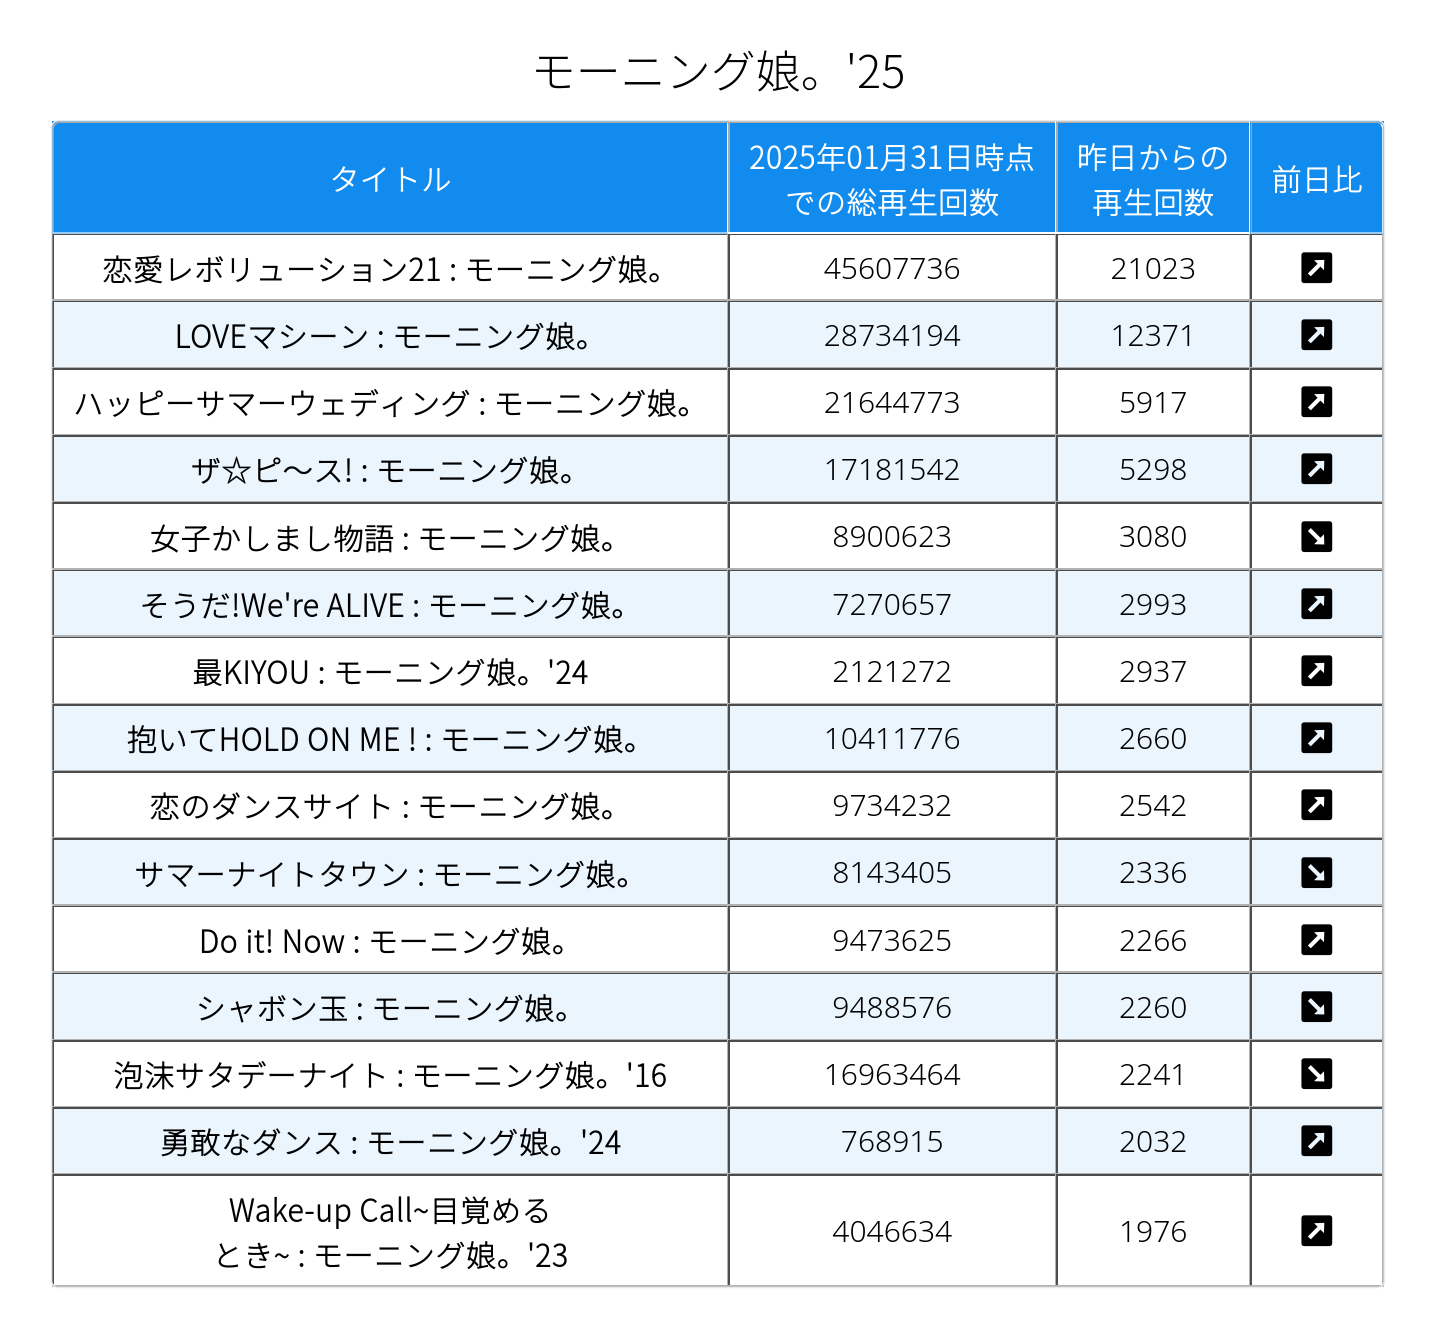 モーニング娘。'25
タイトル 2025年01月31日時点での総再生回数 昨日からの再生回数 前日比
恋愛レボリューション21 : モーニング娘。 45607736 21023 ↗
LOVEマシーン : モーニング娘。 28734194 12371 ↗
ハッピーサマーウェディング : モーニング娘。 21644773 5917 ↗
ザ☆ピ〜ス! : モーニング娘。 17181542 5298 ↗
女子かしまし物語 : モーニング娘。 8900623 3080 ↘
そうだ!We're ALIVE : モーニング娘。 7270657 2993 ↗
最KIYOU : モーニング娘。'24 2121272 2937 ↗
抱いてHOLD ON ME ! : モーニング娘。 10411776 2660 ↗
恋のダンスサイト : モーニング娘。 9734232 2542 ↗
サマーナイトタウン : モーニング娘。 8143405 2336 ↘
Do it! Now : モーニング娘。 9473625 2266 ↗
シャボン玉 : モーニング娘。 9488576 2260 ↘
泡沫サタデーナイト : モーニング娘。'16 16963464 2241 ↘
勇敢なダンス : モーニング娘。'24 768915 2032 ↗
Wake-up Call~目覚める
とき~ : モーニング娘。'23 4046634 1976 ↗